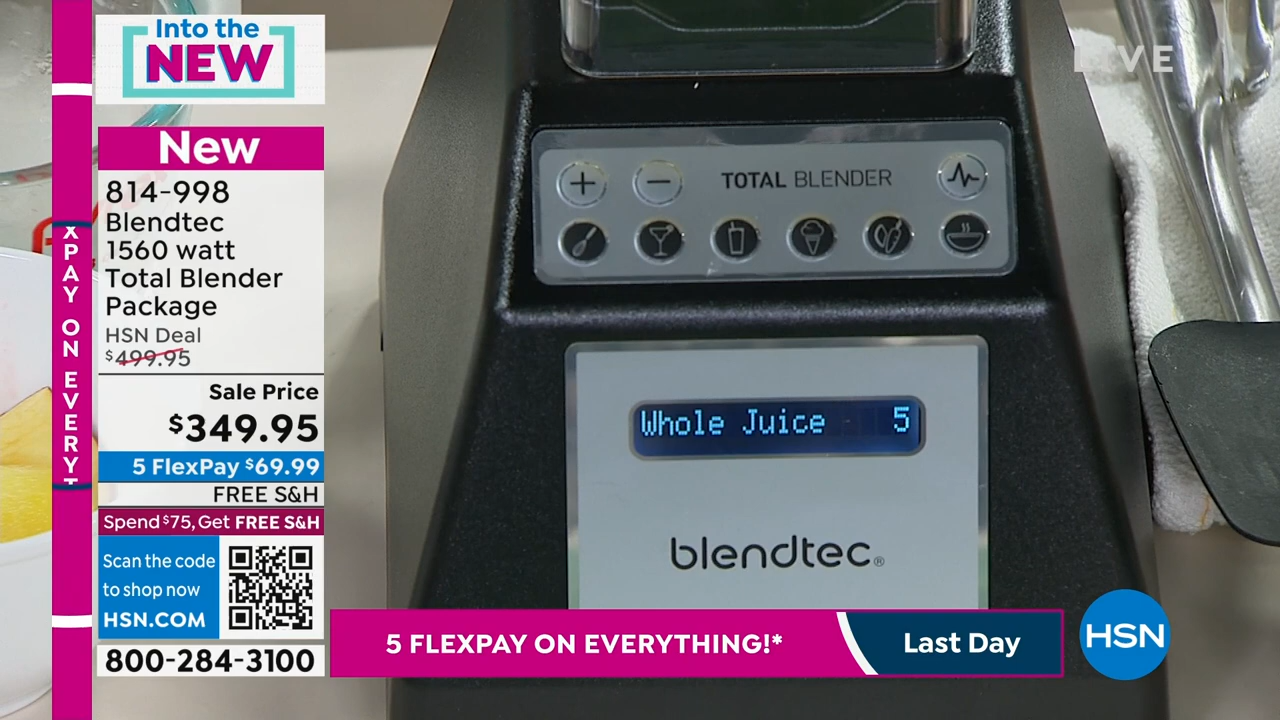 Into the
NEW
New
814-998
Blendtec
1560 watt
Total Blender
Package
HSN Deal
$499.95
Sale Price
$349.95
5 FlexPay $69.99
FREE S&H
Spend $75, Get FREE S&H
Scan the code
to shop now
HSN.COM
800-284-3100
XPAY ON EVERYT
LIVE
TOTAL BLENDER
Whole Juice 5
blendtec®
5 FLEXPAY ON EVERYTHING!*
Last Day
HSN